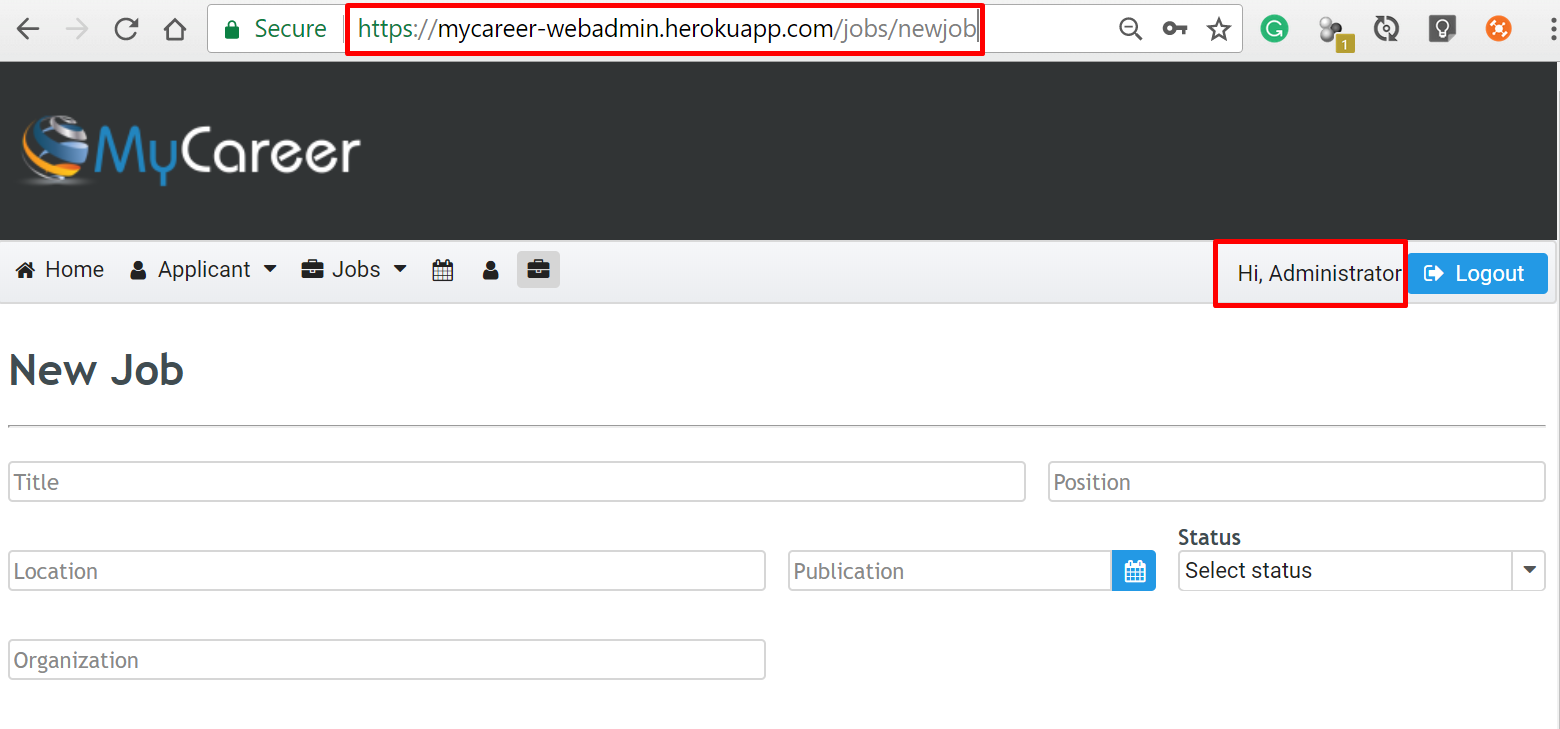 Secure https://mycareer-webadmin.herokuapp.com/jobs/newjob G 1
MyCareer
Home Applicant Jobs Hi, Administrator Logout
New Job
Title Position
Status
Location Publication Select status
Organization